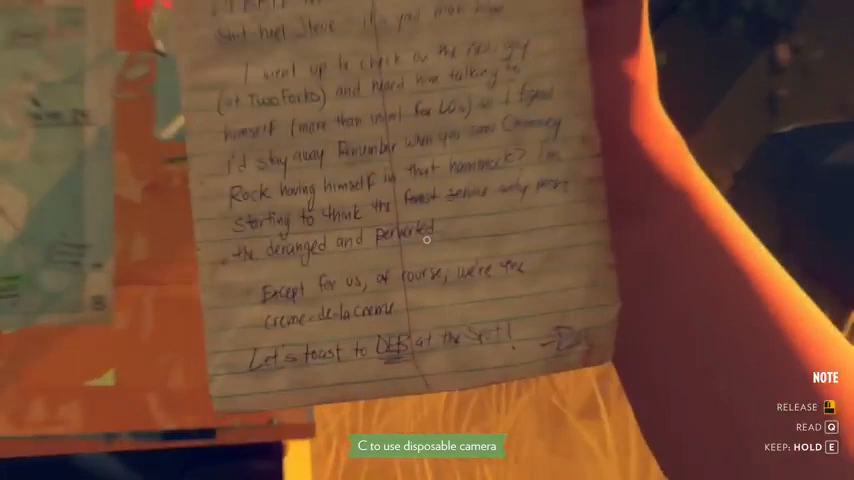 I went up to check on the new guy
(at Two Forks) and heard him talking to
himself (more than usual for LOs) so I figured
I'd stay away Remember when you saw Chimney
Rock having himself in that hammock? I'm
starting to think the forest service only hires
the deranged and perverted
Except for us, of course, we're the
creme-de-la creme
Let's toast to DEB at the spot!
NOTE
RELEASE
READ Q
KEEP: HOLD E
C to use disposable camera